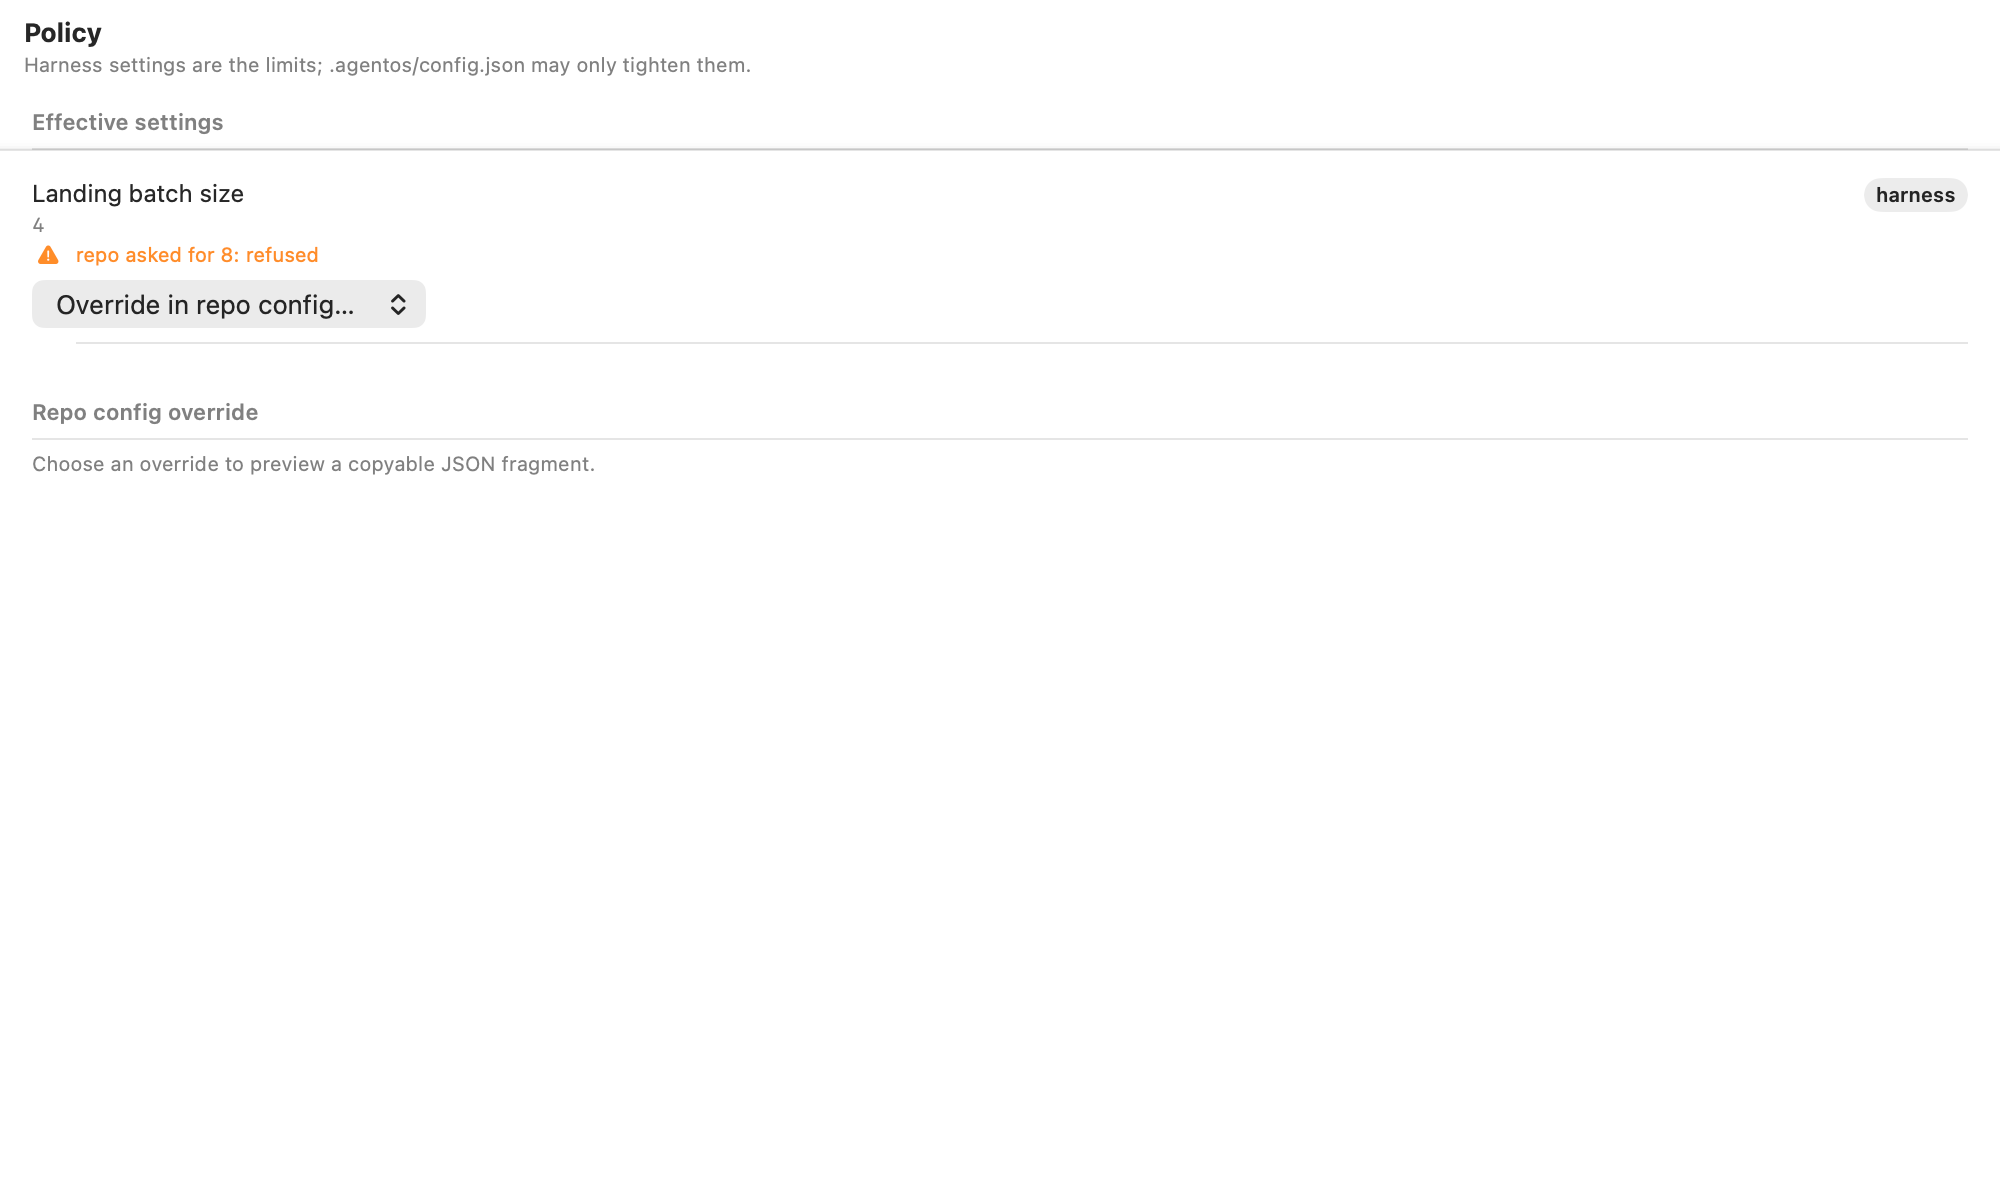 Policy
Harness settings are the limits; .agentos/config.json may only tighten them.
Effective settings
Landing batch size
harness
4
repo asked for 8: refused
Override in repo config...
Repo config override
Choose an override to preview a copyable JSON fragment.